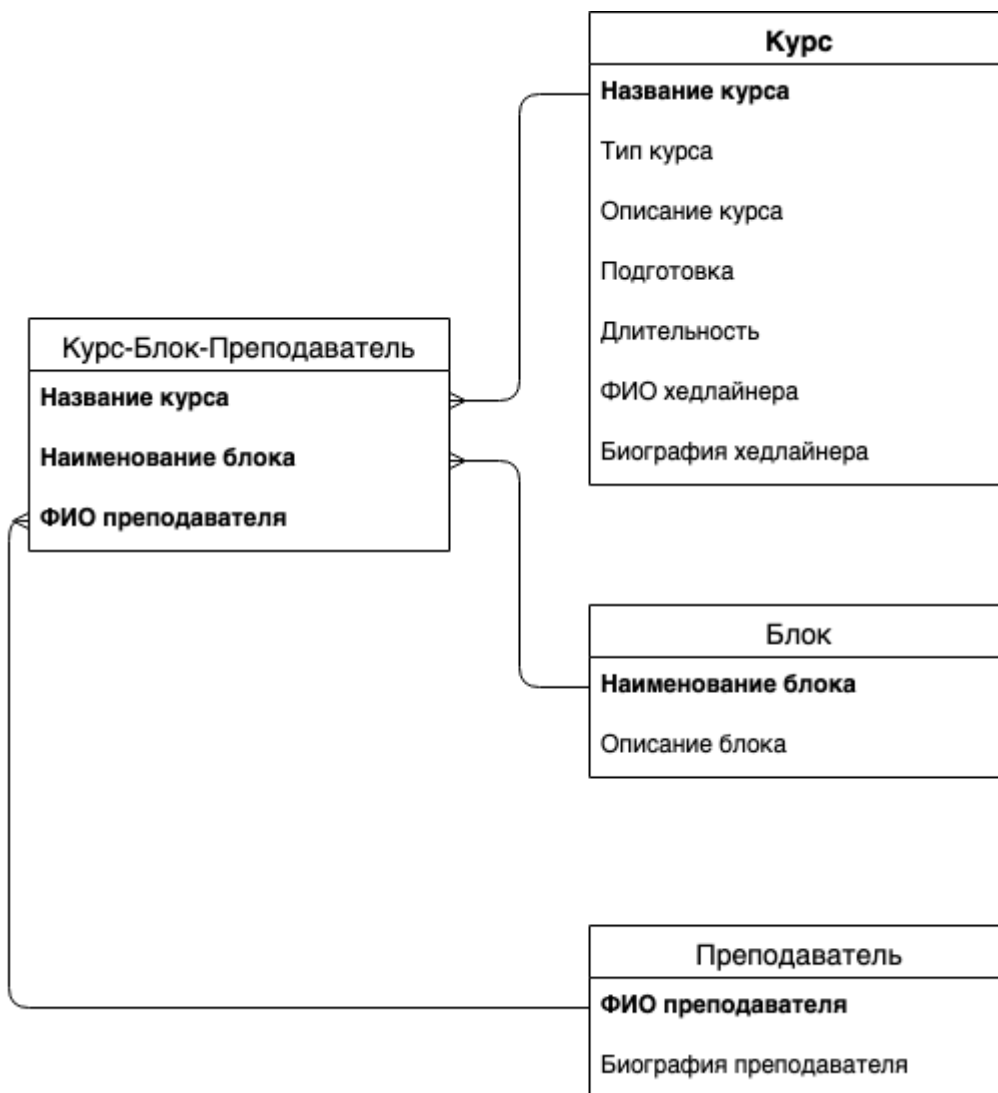 Курс
Название курса
Тип курса
Описание курса
Подготовка
Длительность
ФИО хедлайнера
Биография хедлайнера
Курс-Блок-Преподаватель
Название курса
Наименование блока
ФИО преподавателя
Блок
Наименование блока
Описание блока
Преподаватель
ФИО преподавателя
Биография преподавателя